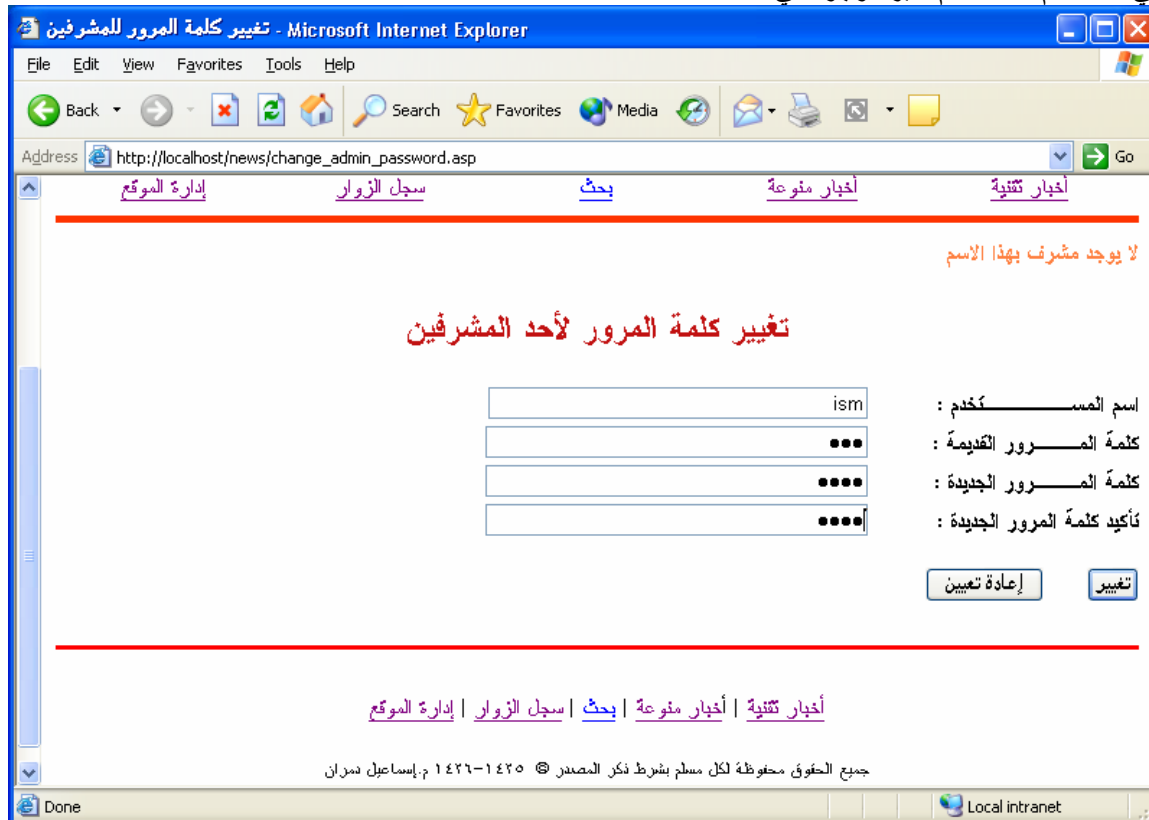 تغيير كلمة المرور للمشرفين - Microsoft Internet Explorer
File Edit View Favorites Tools Help
Back Search Favorites Media
Address http://localhost/news/change_admin_password.asp Go
أخبار تقنية أخبار منوعة بحث سجل الزوار إدارة الموقع
لا يوجد مشرف بهذا الاسم
تغيير كلمة المرور لأحد المشرفين
اسم المســـــــــــتخدم : ism
كلمة المـــــــرور القديمة : •••
كلمة المـــــــرور الجديدة : ••••
تأكيد كلمة المرور الجديدة : ••••
تغيير إعادة تعيين
أخبار تقنية | أخبار منوعة | بحث | سجل الزوار | إدارة الموقع
جميع الحقوق محفوظة لكل مسلم بشرط ذكر المصدر © ١٤٢٥-١٤٢٦ م.إسماعيل دمران
Done Local intranet